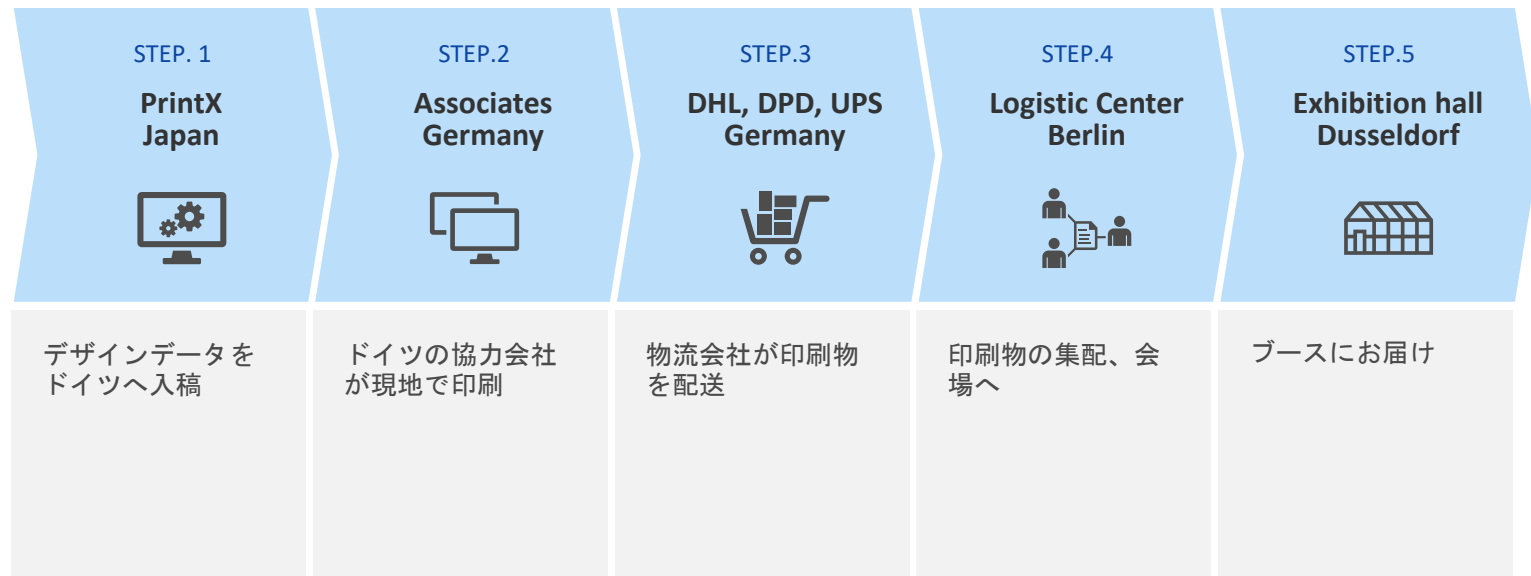 STEP. 1
PrintX
Japan
デザインデータを
ドイツへ入稿
STEP.2
Associates
Germany
ドイツの協力会社
が現地で印刷
STEP.3
DHL, DPD, UPS
Germany
物流会社が印刷物
を配送
STEP.4
Logistic Center
Berlin
印刷物の集配、会
場へ
STEP.5
Exhibition hall
Dusseldorf
ブースにお届け